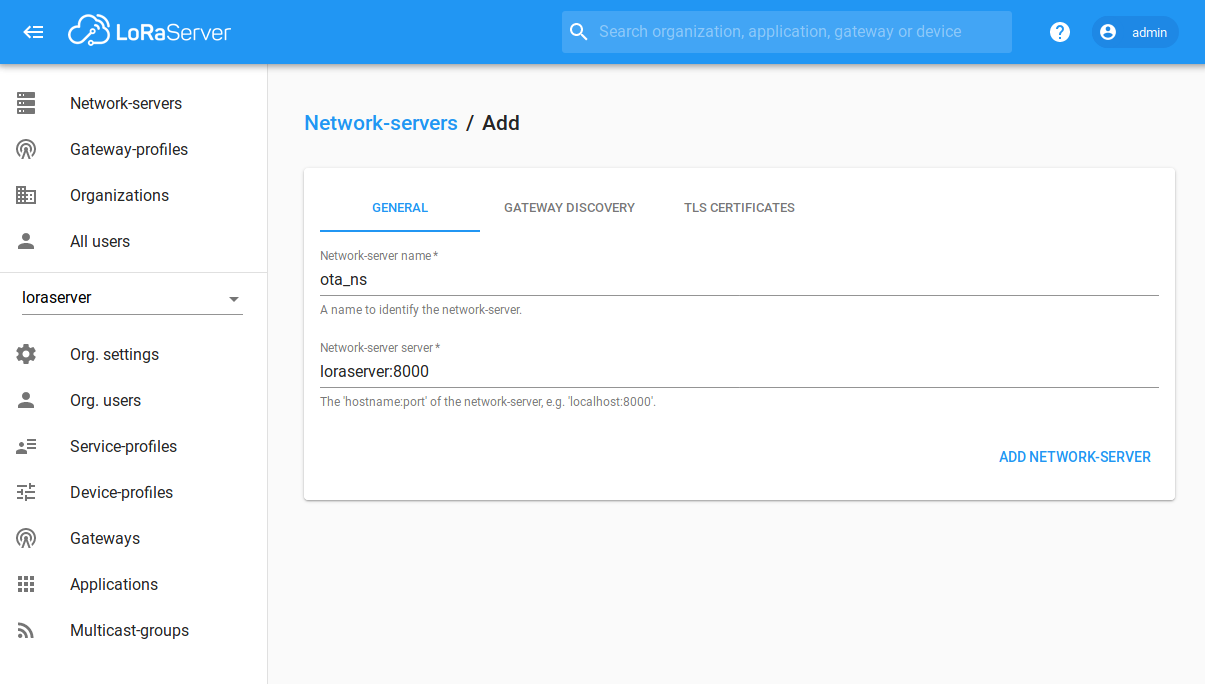 LoRaServer
Search organization, application, gateway or device
admin
Network-servers
Gateway-profiles
Organizations
All users
loraserver
Org. settings
Org. users
Service-profiles
Device-profiles
Gateways
Applications
Multicast-groups
Network-servers / Add
GENERAL GATEWAY DISCOVERY TLS CERTIFICATES
Network-server name *
ota_ns
A name to identify the network-server.
Network-server server *
loraserver:8000
The 'hostname:port' of the network-server, e.g. 'localhost:8000'.
ADD NETWORK-SERVER